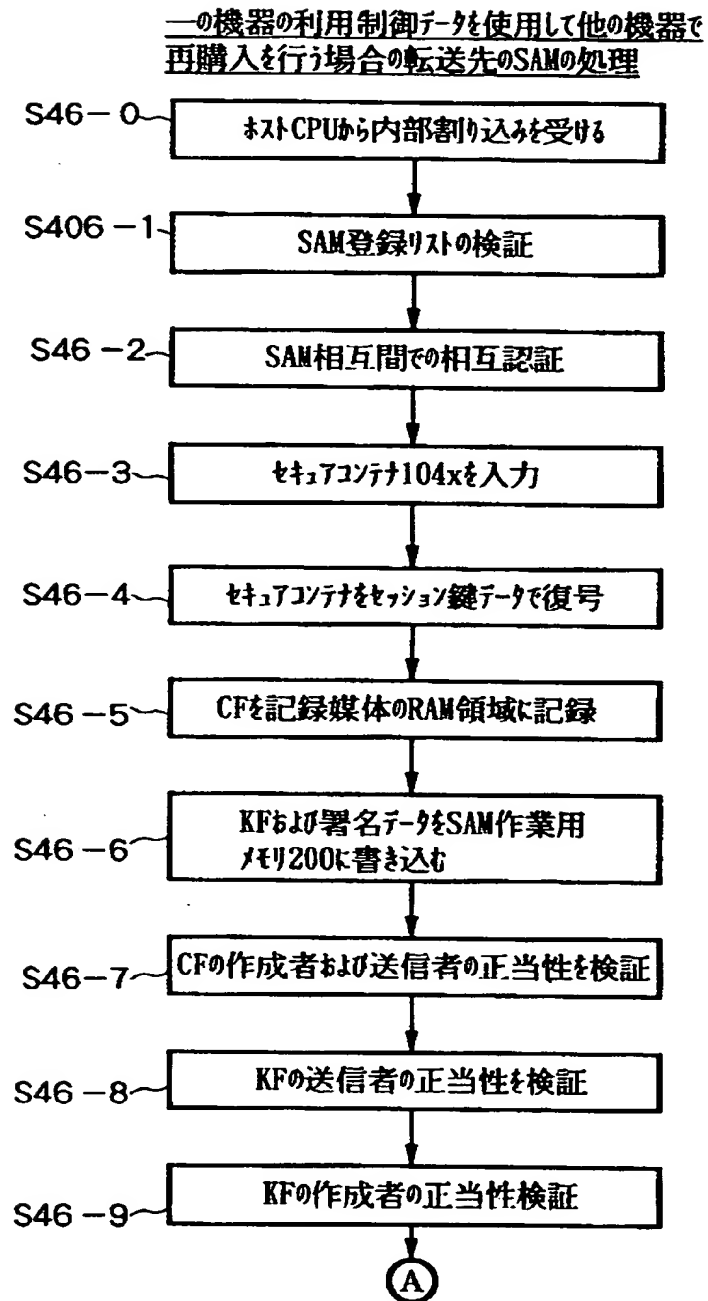 一の機器の利用制御データを使用して他の機器で
再購入を行う場合の転送先のSAMの処理
S46-0
ホストCPUから内部割り込みを受ける
S406-1
SAM登録リストの検証
S46-2
SAM相互間での相互認証
S46-3
セキュアコンテナ104xを入力
S46-4
セキュアコンテナをセッション鍵データで復号
S46-5
CFを記録媒体のRAM領域に記録
S46-6
KFおよび署名データをSAM作業用
メモリ200に書き込む
S46-7
CFの作成者および送信者の正当性を検証
S46-8
KFの送信者の正当性を検証
S46-9
KFの作成者の正当性検証
A